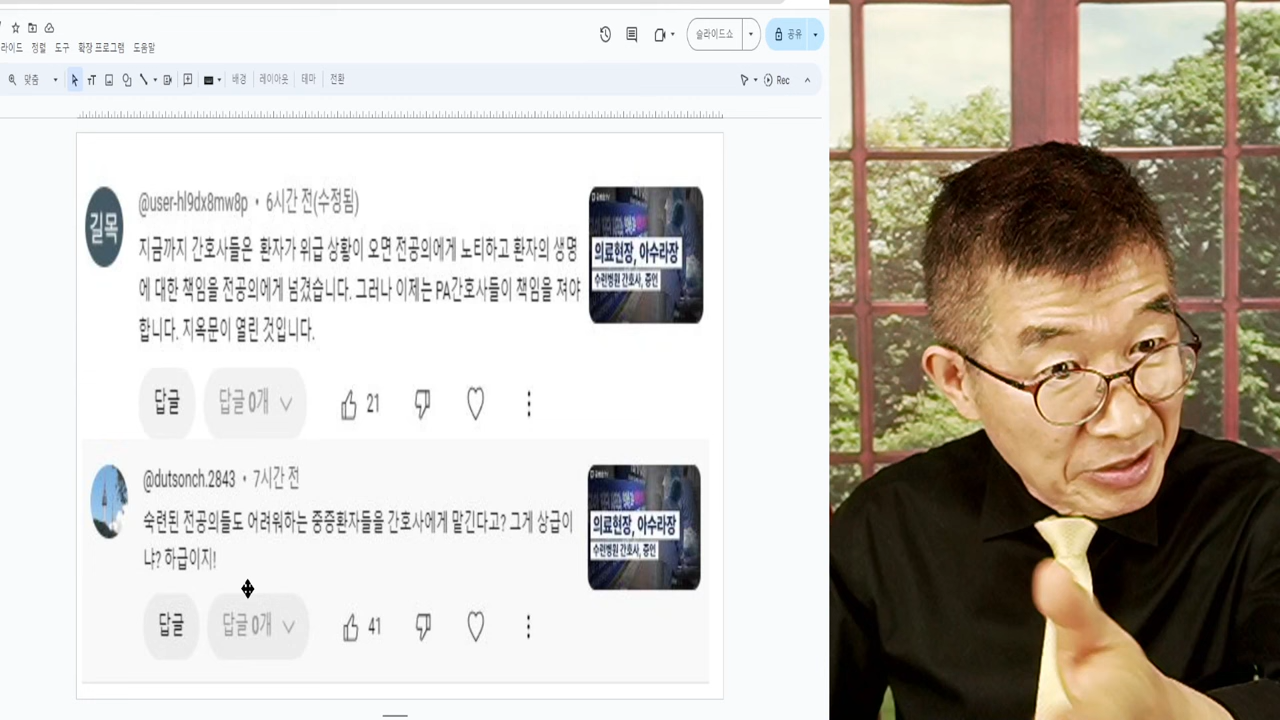 라이드 정렬 도구 확장 프로그램 도움말
슬라이드쇼
공유
맞춤
배경 레이아웃 테마 전환
Rec
길목
@user-hl9dx8mw8p • 6시간 전(수정됨)
지금까지 간호사들은 환자가 위급 상황이 오면 전공의에게 노티하고 환자의 생명
에 대한 책임을 전공의에게 넘겼습니다. 그러나 이제는 PA간호사들이 책임을 져야
합니다. 지옥문이 열린 것입니다.
의료현장, 아수라장
수련병원 간호사, 증언
답글 답글 0개 21
@dutsonch.2843 • 7시간 전
숙련된 전공의들도 어려워하는 중증환자들을 간호사에게 맡긴다고? 그게 상급이
냐? 하급이지!
의료현장, 아수라장
수련병원 간호사, 증언
답글 답글 0개 41